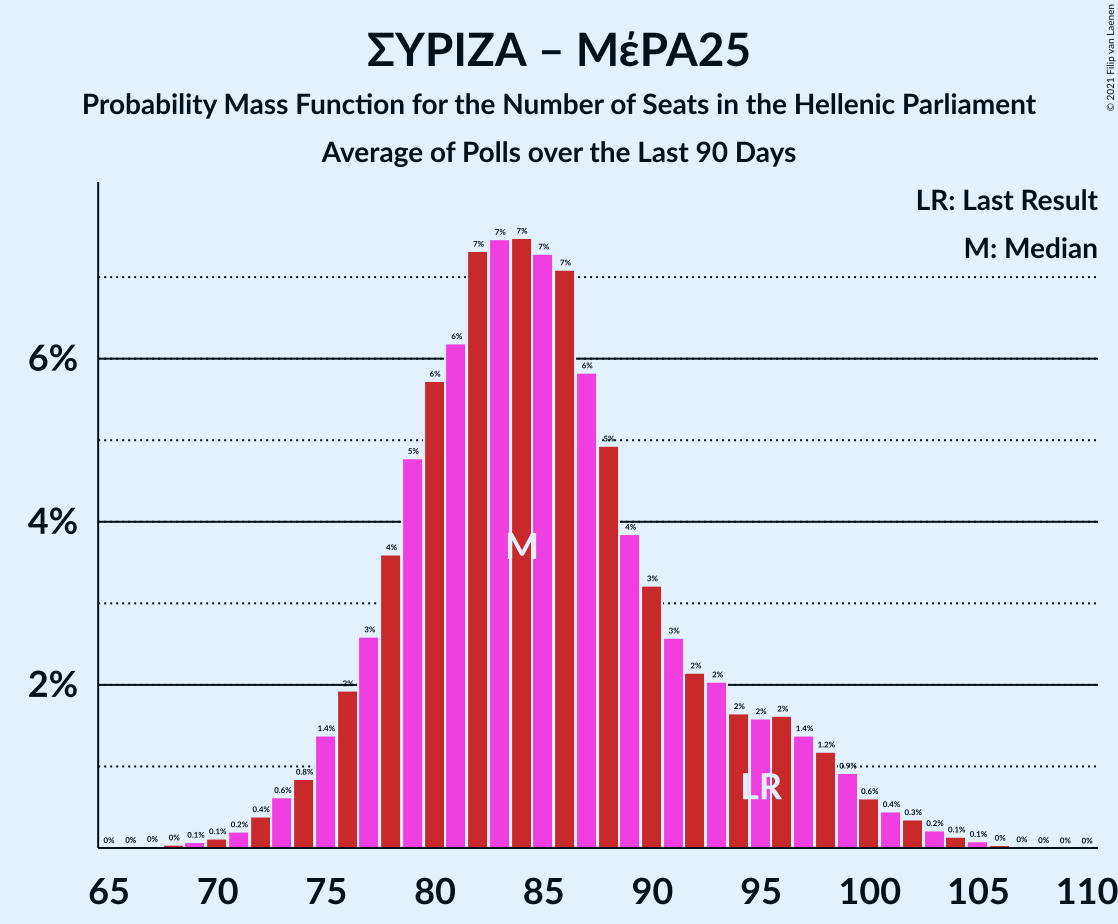 ΣΥΡΙΖΑ – ΜέΡΑ25
Probability Mass Function for the Number of Seats in the Hellenic Parliament
Average of Polls over the Last 90 Days
© 2021 Filip van Laenen
LR: Last Result
M: Median
6%
4%
2%
0% 0% 0% 0% 0.1% 0.1% 0.2% 0.4% 0.6% 0.8% 1.4% 2% 3% 4% 5% 6% 6% 7% 7% 7% 7% 7% 6% 5% 4% 3% 3% 2% 2% 2% 2% 2% 1.4% 1.2% 0.9% 0.6% 0.4% 0.3% 0.2% 0.1% 0.1% 0% 0% 0% 0% 0%
M
LR
65 70 75 80 85 90 95 100 105 110